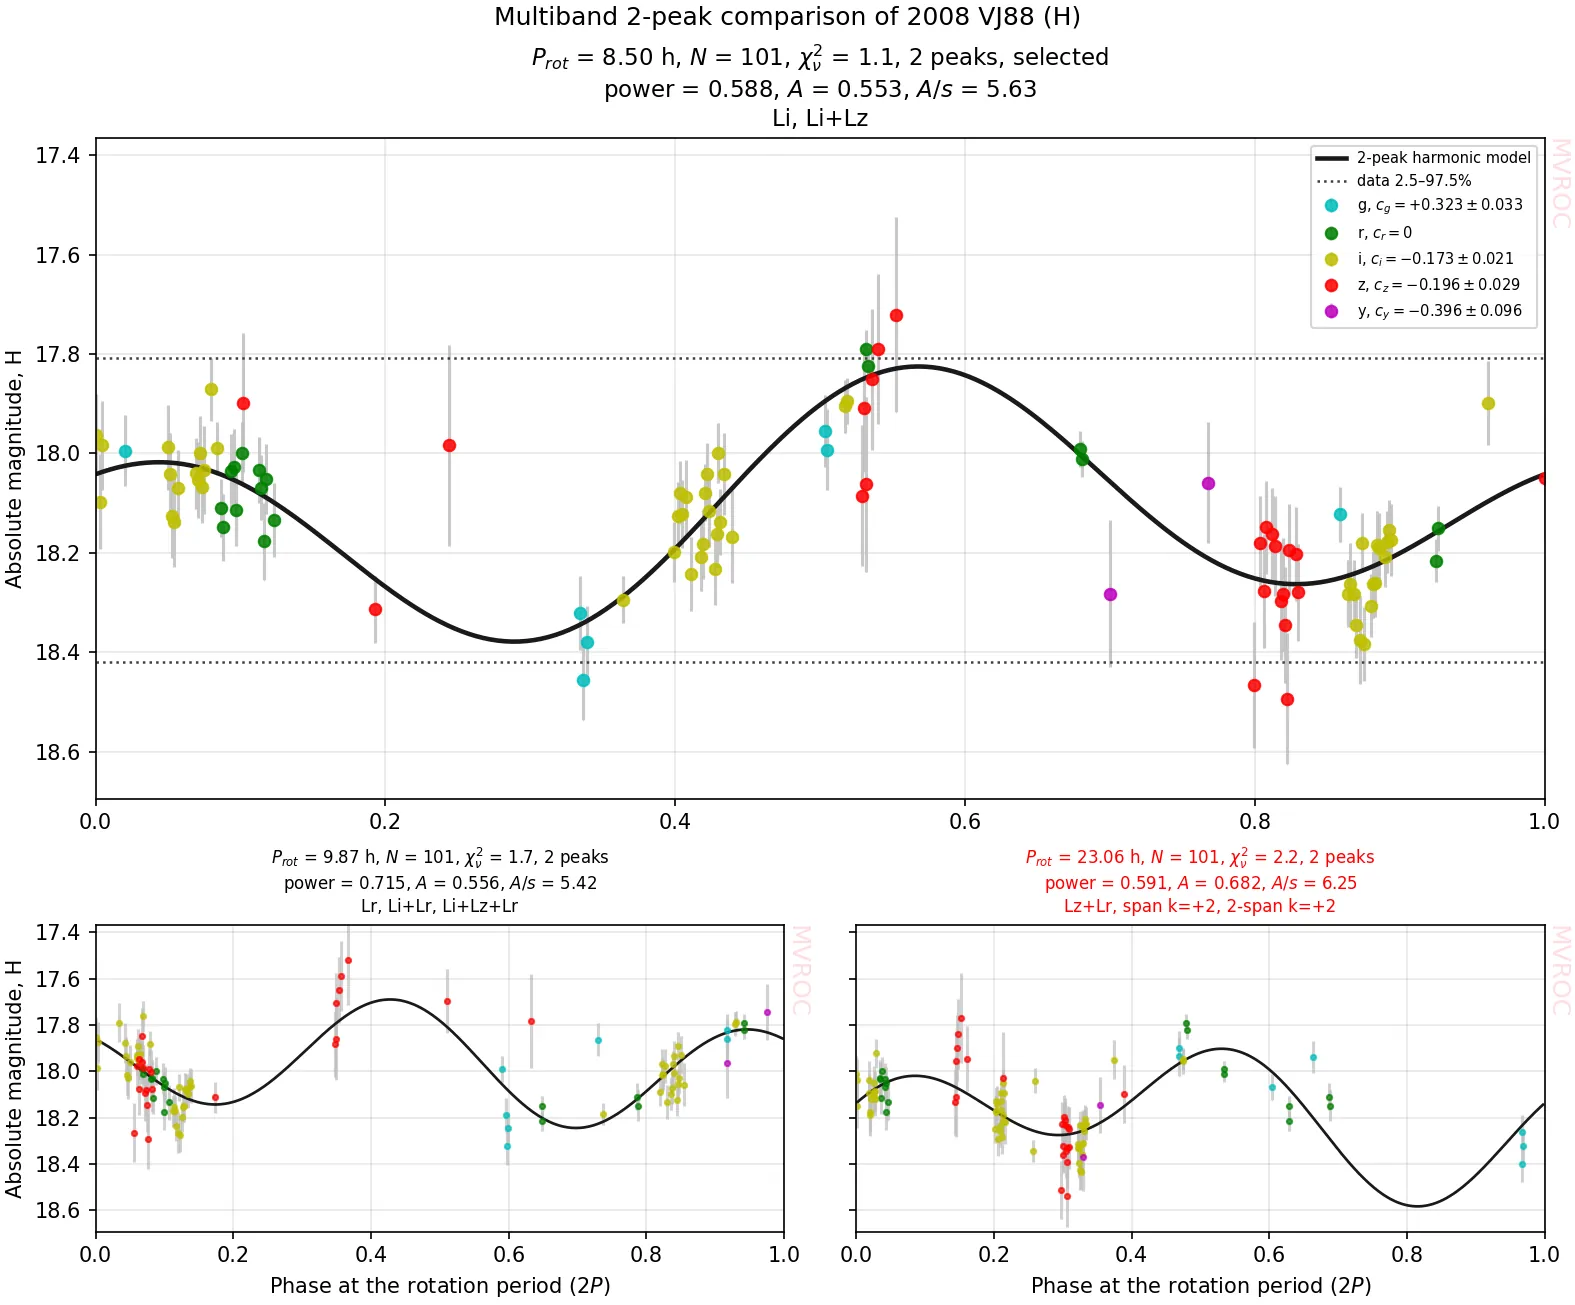 Multiband 2-peak comparison of 2008 VJ88 (H)
P_rot = 8.50 h, N = 101, χ²_ν = 1.1, 2 peaks, selected
power = 0.588, A = 0.553, A/s = 5.63
Li, Li+Lz
Absolute magnitude, H
17.4
17.6
17.8
18.0
18.2
18.4
18.6
0.0 0.2 0.4 0.6 0.8 1.0
2-peak harmonic model
data 2.5–97.5%
g, c_g = +0.323 ± 0.033
r, c_r = 0
i, c_i = −0.173 ± 0.021
z, c_z = −0.196 ± 0.029
y, c_y = −0.396 ± 0.096
MVROC
P_rot = 9.87 h, N = 101, χ²_ν = 1.7, 2 peaks
power = 0.715, A = 0.556, A/s = 5.42
Lr, Li+Lr, Li+Lz+Lr
Absolute magnitude, H
17.4
17.6
17.8
18.0
18.2
18.4
18.6
0.0 0.2 0.4 0.6 0.8 1.0
Phase at the rotation period (2P)
MVROC
P_rot = 23.06 h, N = 101, χ²_ν = 2.2, 2 peaks
power = 0.591, A = 0.682, A/s = 6.25
Lz+Lr, span k=+2, 2-span k=+2
0.0 0.2 0.4 0.6 0.8 1.0
Phase at the rotation period (2P)
MVROC